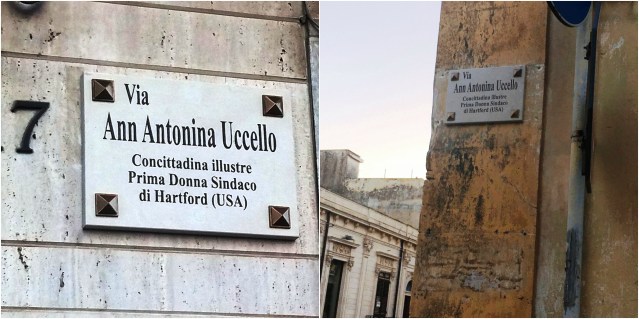 7
Via
Ann Antonina Uccello
Concittadina illustre
Prima Donna Sindaco
di Hartford (USA)
Via
Ann Antonina Uccello
Concittadina illustre
Prima Donna Sindaco
di Hartford (USA)